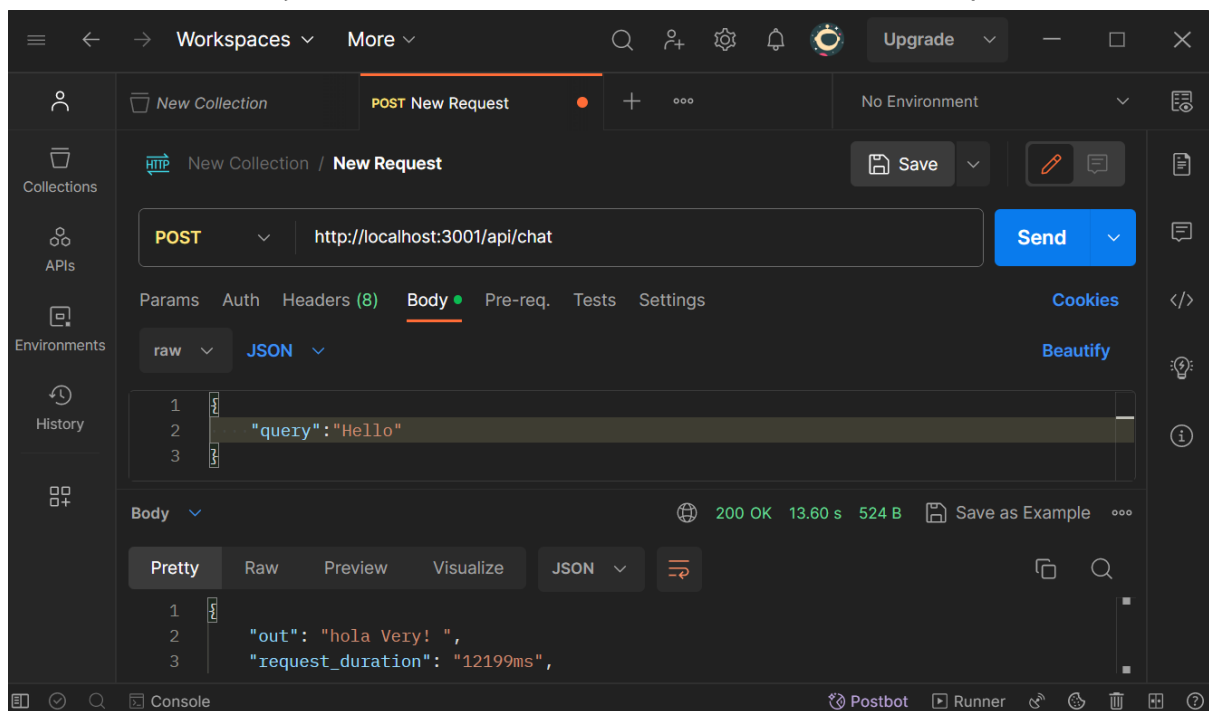 Workspaces More Upgrade
New Collection POST New Request No Environment
HTTP New Collection / New Request Save
Collections
POST http://localhost:3001/api/chat Send
APIs
Params Auth Headers (8) Body Pre-req. Tests Settings Cookies
Environments
raw JSON Beautify
History
1 {
2 "query":"Hello"
3 }
Body 200 OK 13.60 s 524 B Save as Example
Pretty Raw Preview Visualize JSON
1 {
2 "out": "hola Very! ",
3 "request_duration": "12199ms",
Console Postbot Runner